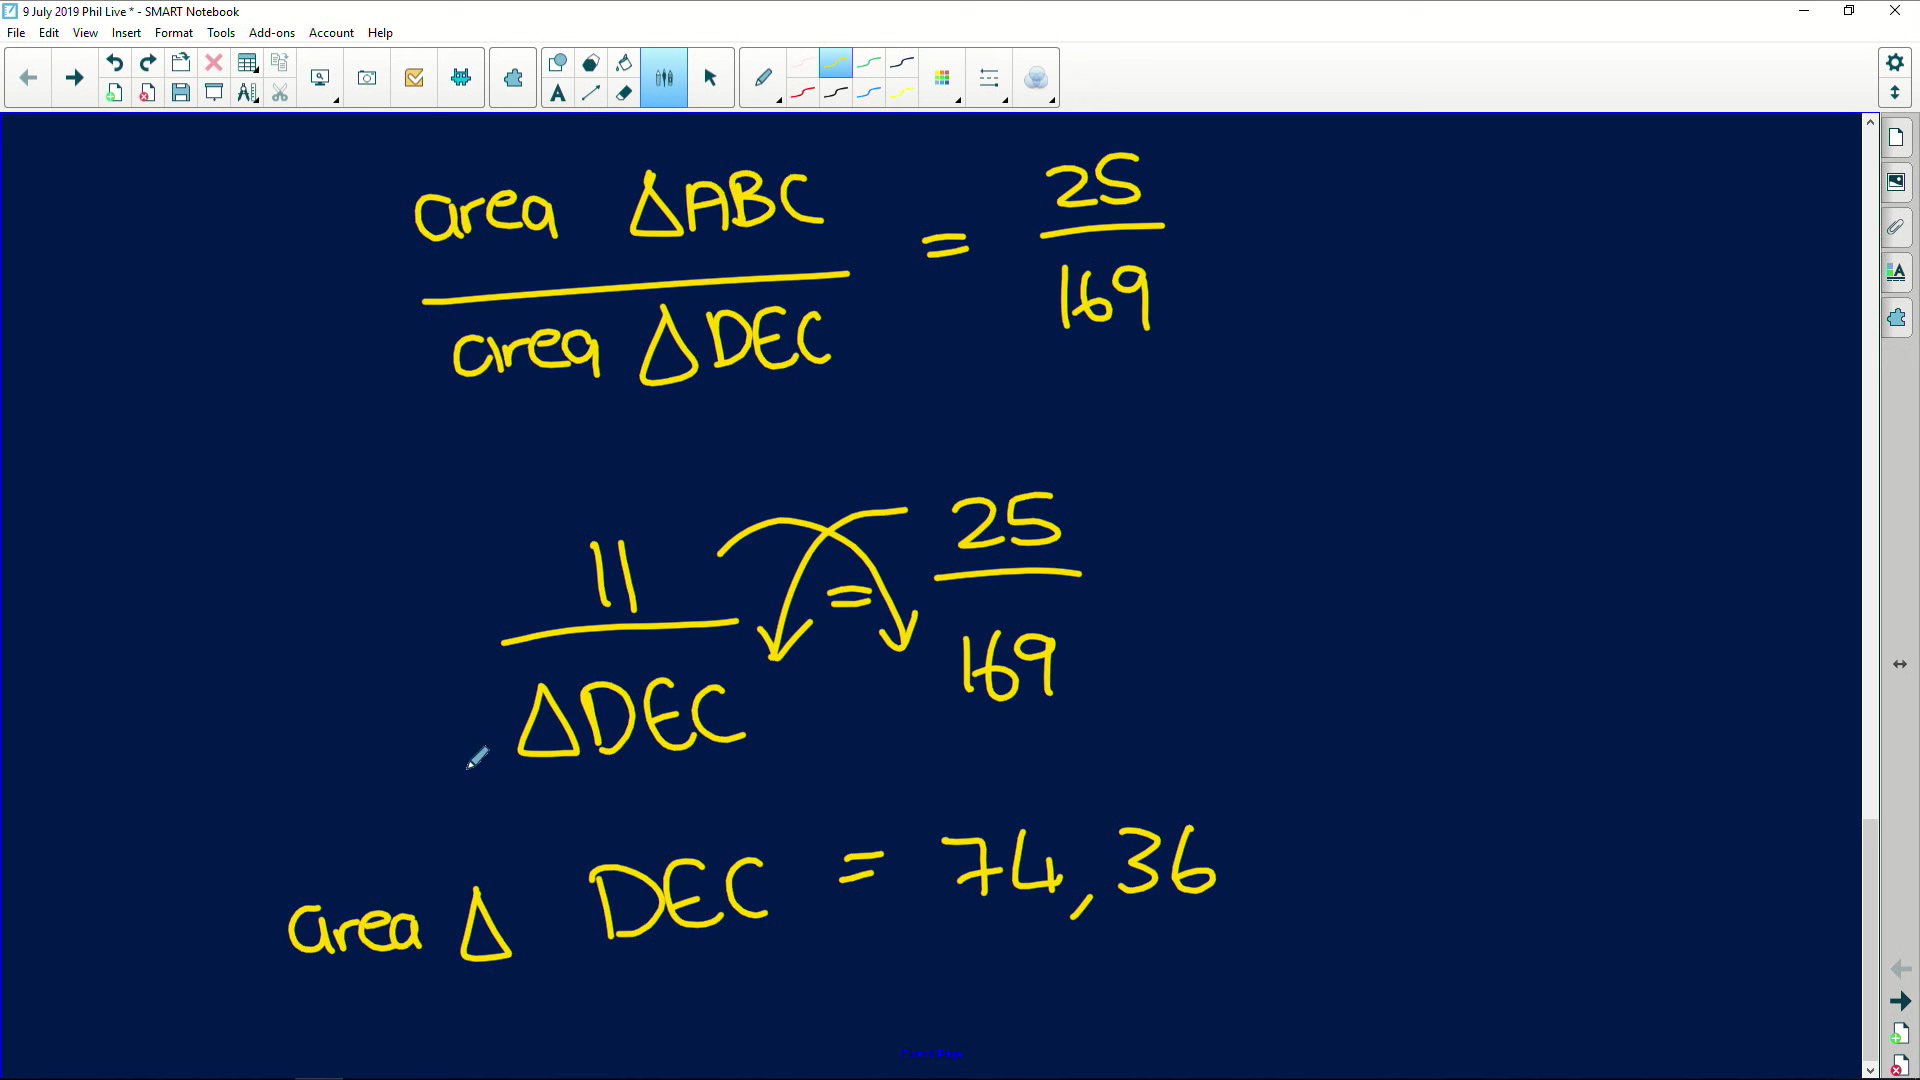 9 July 2019 Phil Live * - SMART Notebook
File Edit View Insert Format Tools Add-ons Account Help
area ΔABC
= 25
169
area ΔDEC
11
= 25
169
ΔDEC
area Δ DEC = 74,36